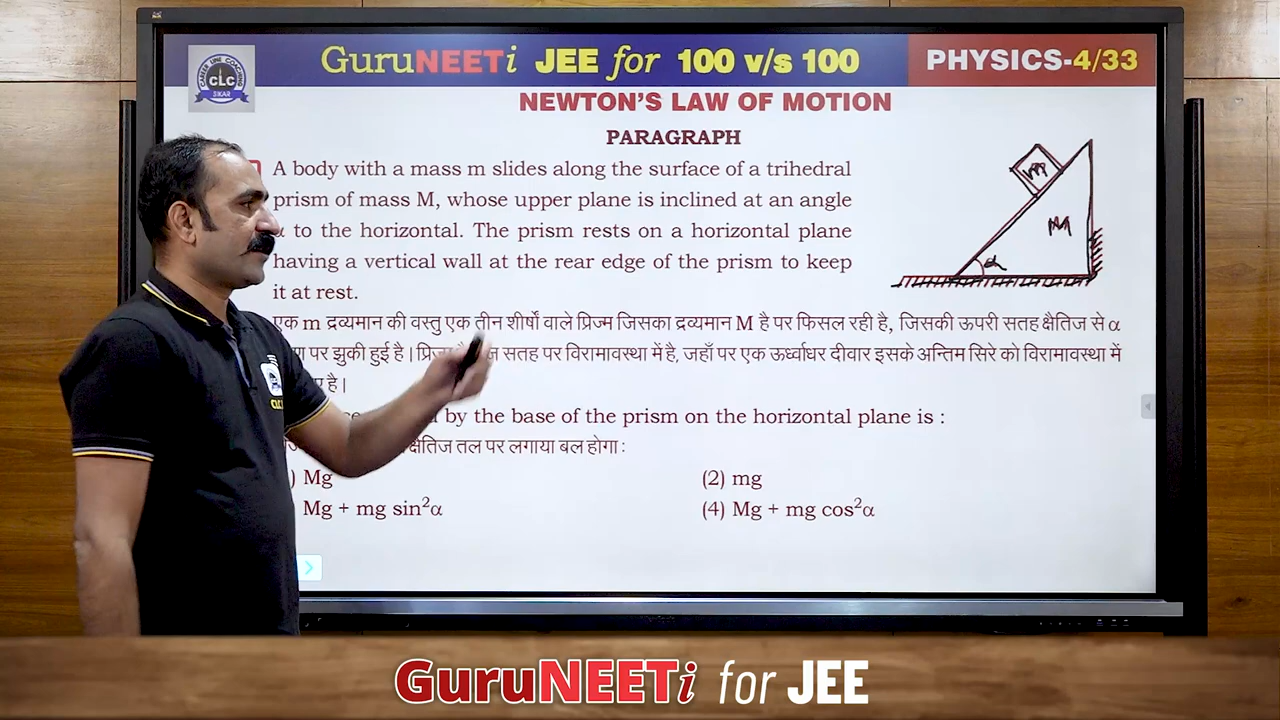 GuruNEETi JEE for 100 v/s 100
PHYSICS-4/33
CLC
SIKAR
NEWTON'S LAW OF MOTION
PARAGRAPH
A body with a mass m slides along the surface of a trihedral
prism of mass M, whose upper plane is inclined at an angle
α to the horizontal. The prism rests on a horizontal plane
having a vertical wall at the rear edge of the prism to keep
it at rest.
m
M
α
एक m द्रव्यमान की वस्तु एक तीन शीर्षों वाले प्रिज्म जिसका द्रव्यमान M है पर फिसल रही है, जिसकी ऊपरी सतह क्षैतिज से α
पर झुकी हुई है। सतह पर विरामावस्था में है, जहाँ पर एक ऊर्ध्वाधर दीवार इसके अन्तिम सिरे को विरामावस्था में
है।
by the base of the prism on the horizontal plane is :
क्षैतिज तल पर लगाया बल होगा :
) Mg
(2) mg
Mg + mg sin²α
(4) Mg + mg cos²α
GuruNEETi for JEE